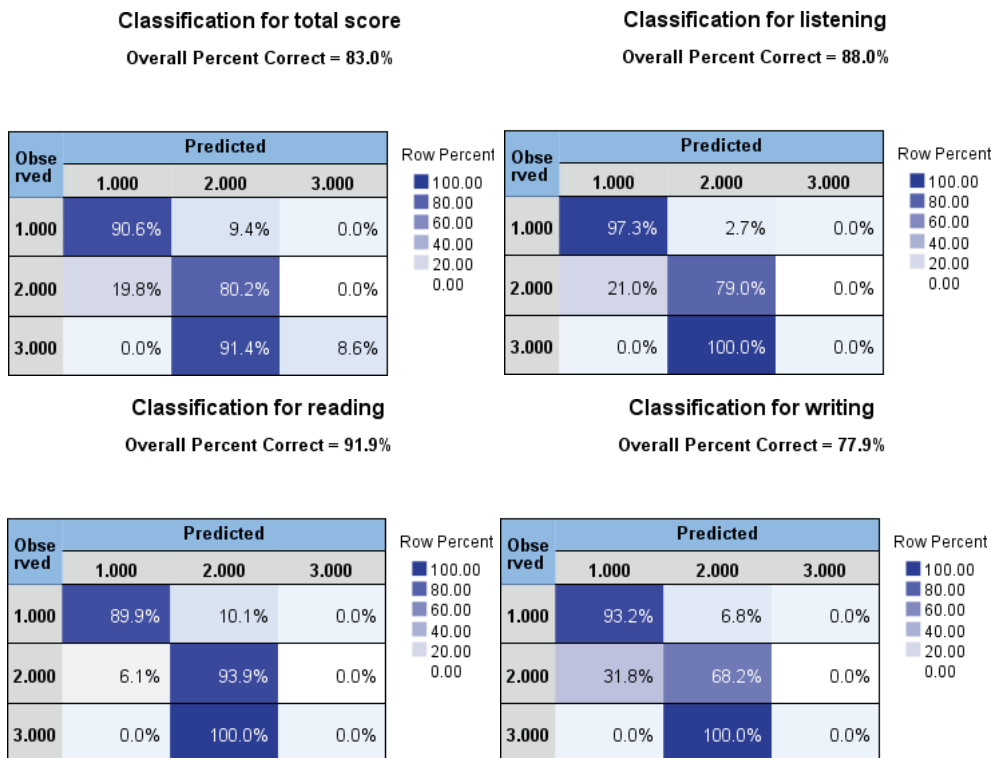 Classification for total score
Overall Percent Correct = 83.0%
Obse
rved
Predicted
1.000 2.000 3.000
1.000 90.6% 9.4% 0.0%
2.000 19.8% 80.2% 0.0%
3.000 0.0% 91.4% 8.6%
Row Percent
100.00
80.00
60.00
40.00
20.00
0.00
Classification for listening
Overall Percent Correct = 88.0%
Obse
rved
Predicted
1.000 2.000 3.000
1.000 97.3% 2.7% 0.0%
2.000 21.0% 79.0% 0.0%
3.000 0.0% 100.0% 0.0%
Row Percent
100.00
80.00
60.00
40.00
20.00
0.00
Classification for reading
Overall Percent Correct = 91.9%
Obse
rved
Predicted
1.000 2.000 3.000
1.000 89.9% 10.1% 0.0%
2.000 6.1% 93.9% 0.0%
3.000 0.0% 100.0% 0.0%
Row Percent
100.00
80.00
60.00
40.00
20.00
0.00
Classification for writing
Overall Percent Correct = 77.9%
Obse
rved
Predicted
1.000 2.000 3.000
1.000 93.2% 6.8% 0.0%
2.000 31.8% 68.2% 0.0%
3.000 0.0% 100.0% 0.0%
Row Percent
100.00
80.00
60.00
40.00
20.00
0.00